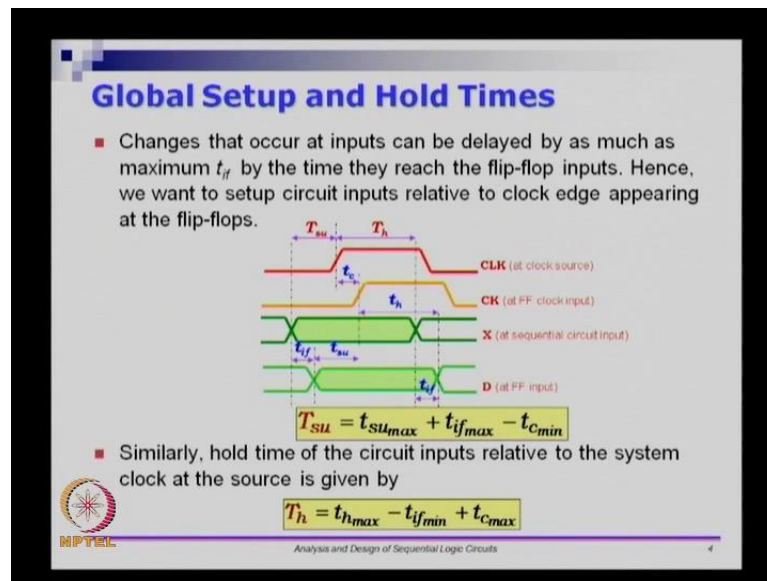 Global Setup and Hold Times
Changes that occur at inputs can be delayed by as much as
maximum t_if by the time they reach the flip-flop inputs. Hence,
we want to setup circuit inputs relative to clock edge appearing
at the flip-flops.
T_su T_h
CLK (at clock source)
t_c
CK (at FF clock input)
t_h
X (at sequential circuit input)
t_if t_su
D (at FF input)
t_if
T_su = t_su_max + t_if_max − t_c_min
Similarly, hold time of the circuit inputs relative to the system
clock at the source is given by
T_h = t_h_max − t_if_min + t_c_max
NPTEL
Analysis and Design of Sequential Logic Circuits
4